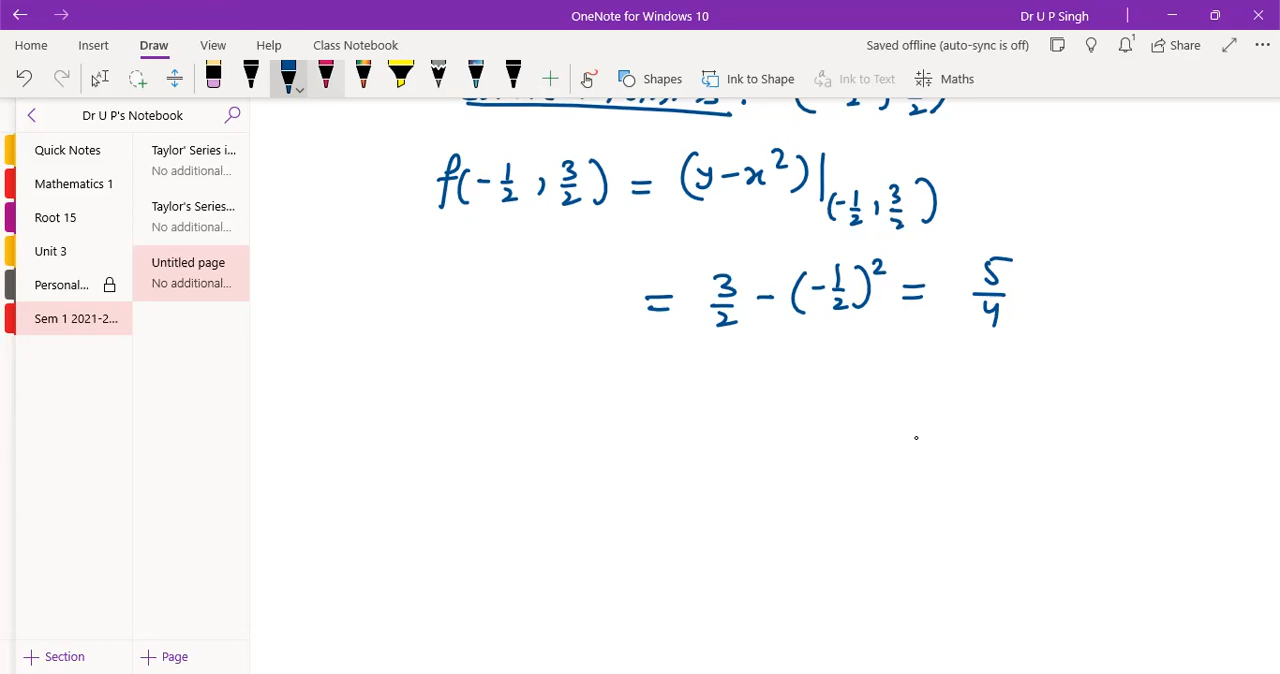 OneNote for Windows 10
Dr U P Singh
Home Insert Draw View Help Class Notebook
Saved offline (auto-sync is off) Share
Shapes Ink to Shape Ink to Text Maths
Dr U P's Notebook
Quick Notes
Mathematics 1
Root 15
Unit 3
Personal...
Sem 1 2021-2...
Taylor' Series i...
No additional...
Taylor's Series...
No additional...
Untitled page
No additional...
f(-1/2, 3/2) = (y-x²)|(-1/2, 3/2)
= 3/2 - (-1/2)² = 5/4
+ Section + Page